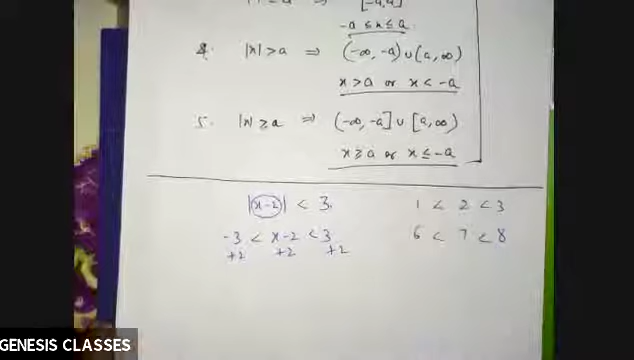 [-a,a]
-a ≤ x ≤ a
4. |x| > a ⇒ (-∞, -a) ∪ (a, ∞)
x > a or x < -a
5. |x| ≥ a ⇒ (-∞, -a] ∪ [a, ∞)
x ≥ a or x ≤ -a
|x-2| < 3. 1 < 2 < 3
-3 < x-2 < 3 6 < 7 < 8
+2 +2 +2
GENESIS CLASSES